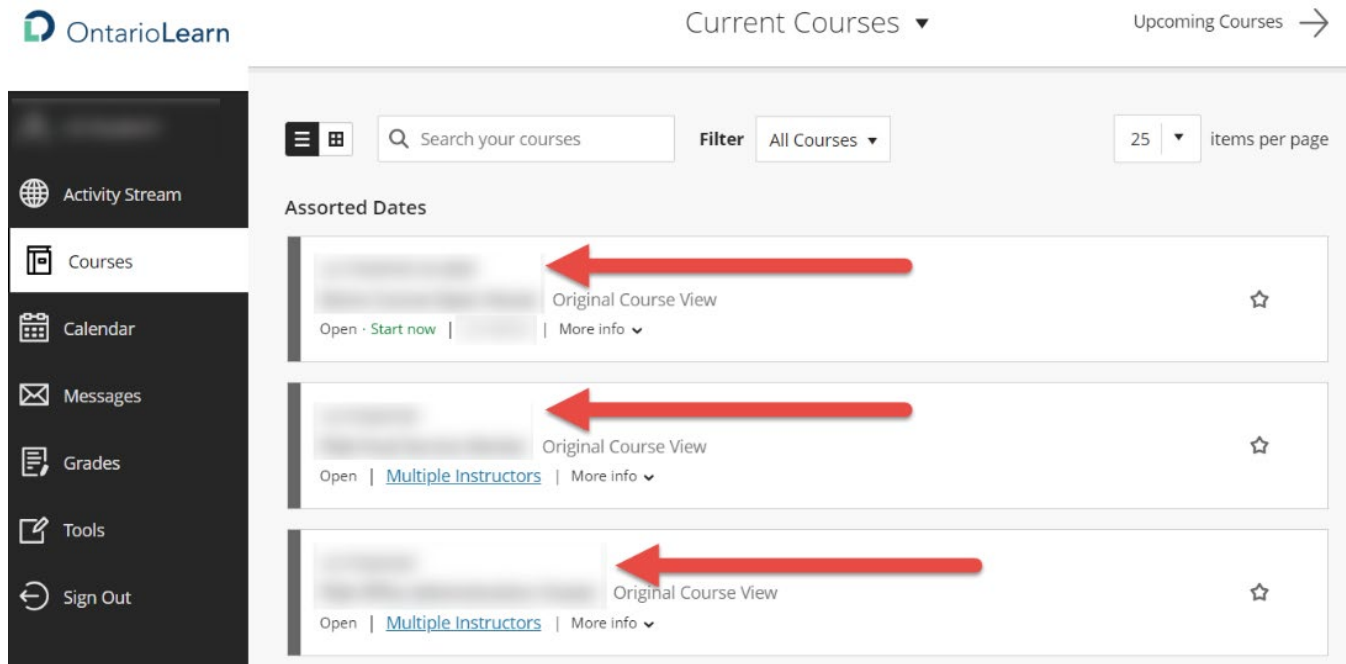 OntarioLearn
Current Courses
Upcoming Courses
Search your courses
Filter
All Courses
25
items per page
Activity Stream
Courses
Calendar
Messages
Grades
Tools
Sign Out
Assorted Dates
Original Course View
Open · Start now | | More info
Original Course View
Open | Multiple Instructors | More info
Original Course View
Open | Multiple Instructors | More info